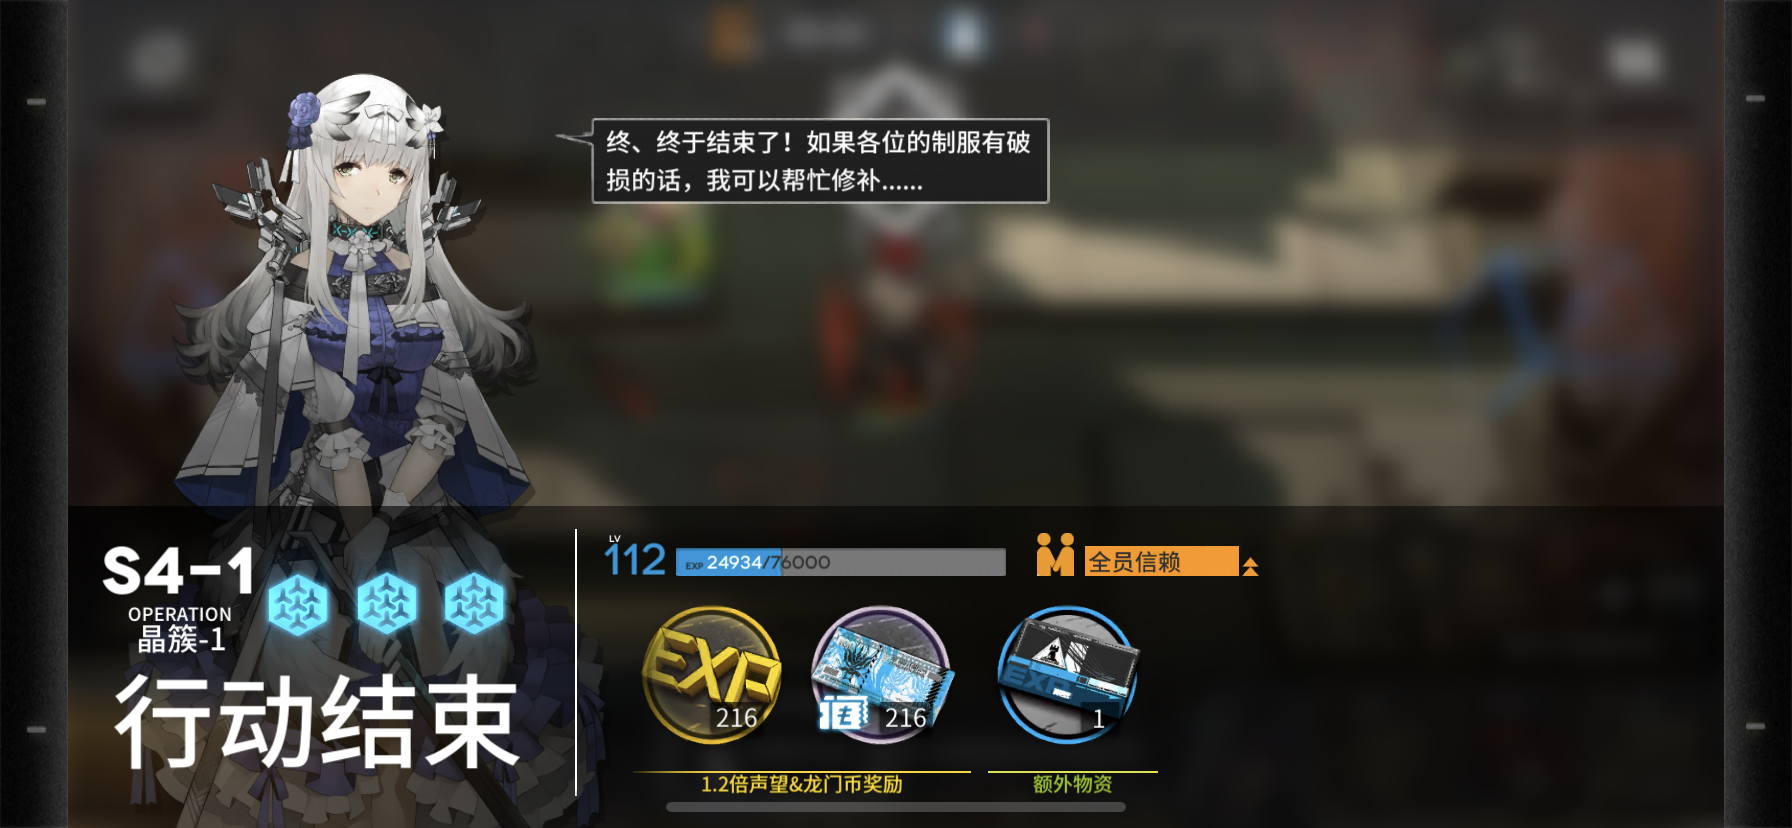 终、终于结束了！如果各位的制服有破
损的话，我可以帮忙修补……
S4-1
OPERATION
晶簇-1
行动结束
LV
112
EXP 24934/76000
全员信赖
EXP
216
216
EXP
1
1.2倍声望&龙门币奖励
额外物资